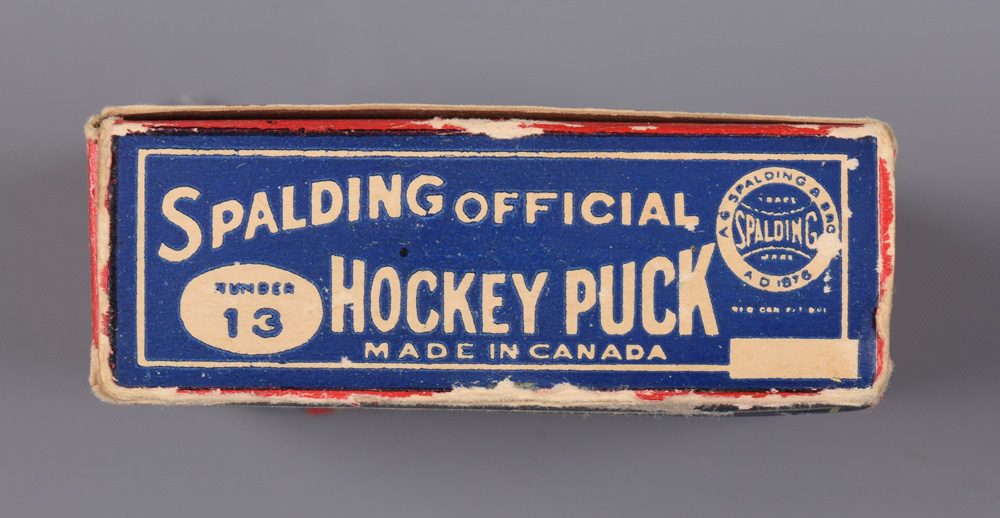 SPALDING OFFICIAL
HOCKEY PUCK
MADE IN CANADA
NUMBER
13
A G SPALDING & BRO
TRADE
SPALDING
MARK
A D 1876